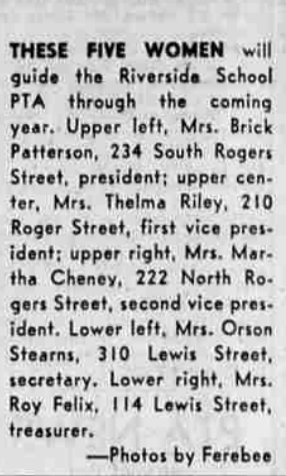 THESE FIVE WOMEN will
guide the Riverside School
PTA through the coming
year. Upper left, Mrs. Brick
Patterson, 234 South Rogers
Street, president; upper cen-
ter, Mrs. Thelma Riley, 210
Roger Street, first vice pres-
ident; upper right, Mrs. Mar-
tha Cheney, 222 North Ro-
gers Street, second vice pres-
ident. Lower left, Mrs. Orson
Stearns, 310 Lewis Street,
secretary. Lower right, Mrs.
Roy Felix, 114 Lewis Street,
treasurer.
—Photos by Ferebee